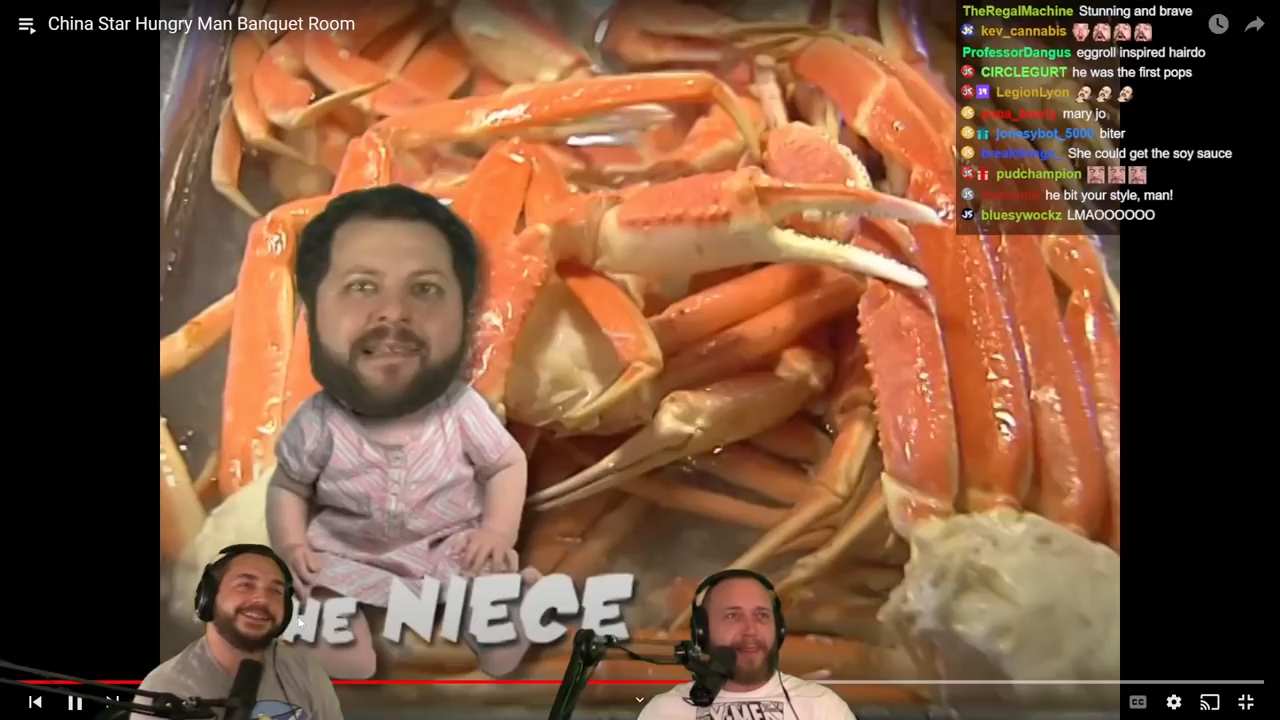 China Star Hungry Man Banquet Room
TheRegalMachine Stunning and brave
kev_cannabis
ProfessorDangus eggroll inspired hairdo
CIRCLEGURT he was the first pops
LegionLyon
mary jo
jonesybot_5000 biter
She could get the soy sauce
pudchampion
he bit your style, man!
bluesywockz LMAOOOOOO
HE NIECE
CC